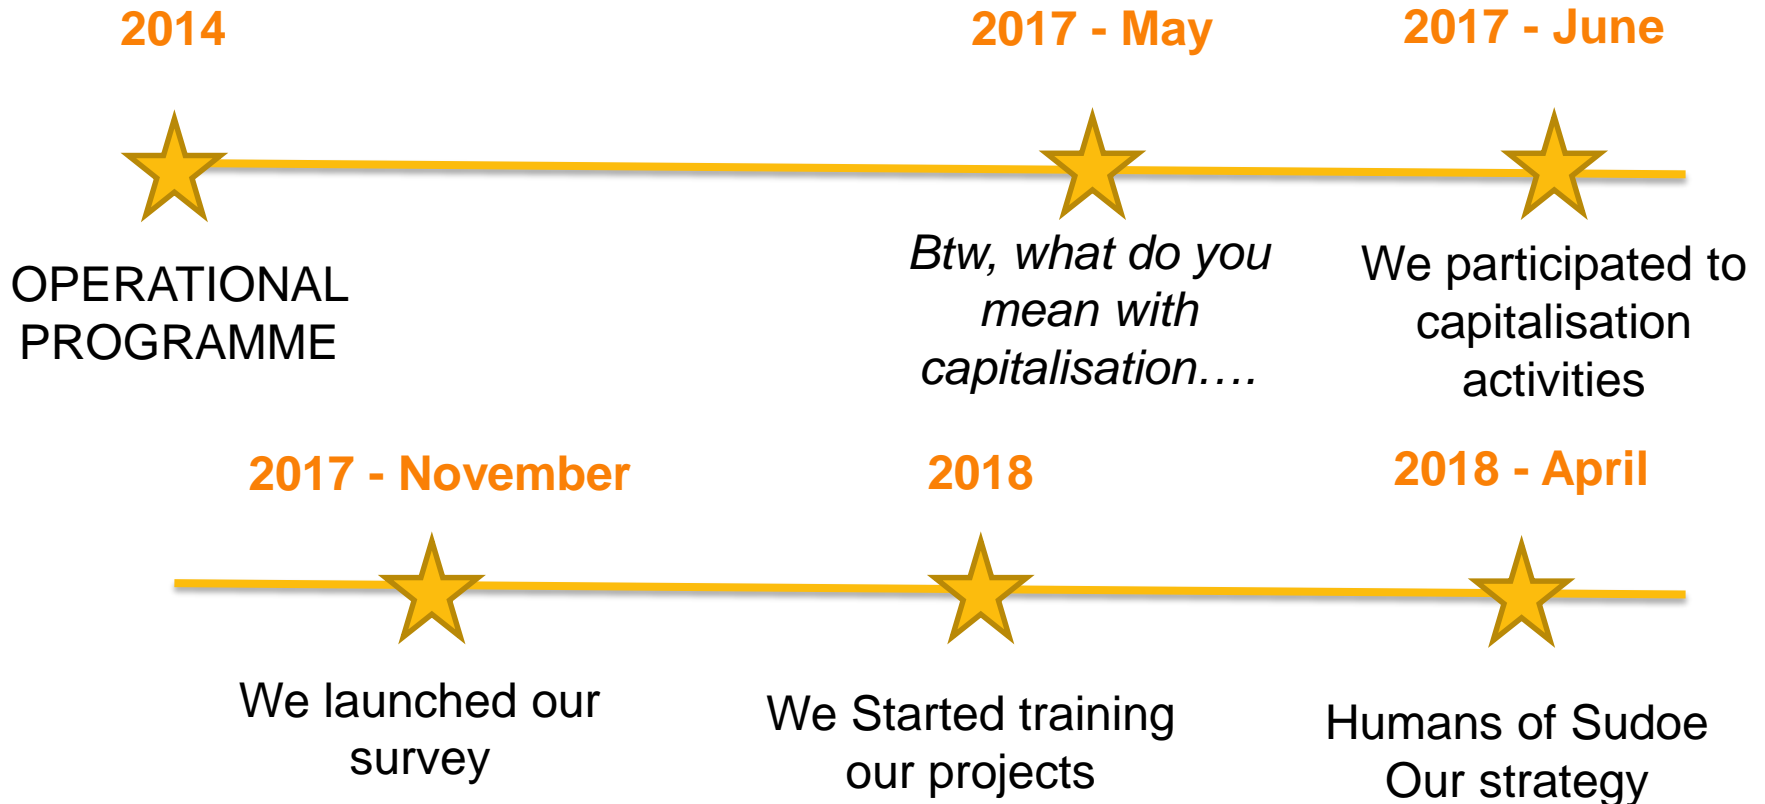 2014
2017 - May
2017 - June
OPERATIONAL
PROGRAMME
Btw, what do you
mean with
capitalisation….
We participated to
capitalisation
activities
2017 - November
2018
2018 - April
We launched our
survey
We Started training
our projects
Humans of Sudoe
Our strategy